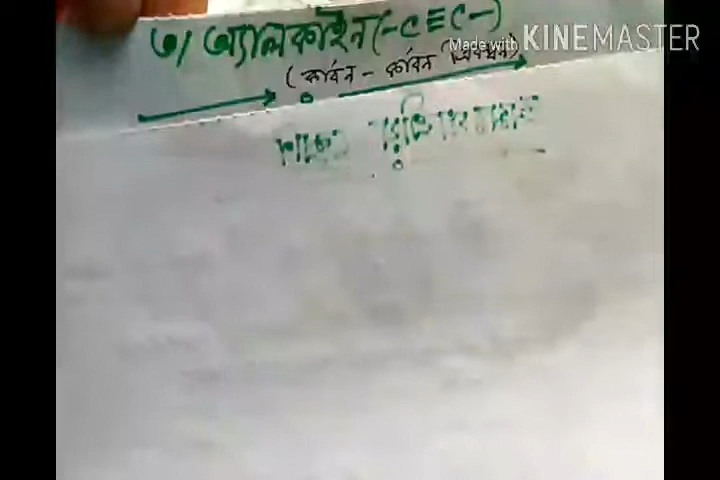 ৩/ অ্যালকাইন (-C≡C-)
Made with KINEMASTER
(কার্বন - কার্বন ত্রিবন্ধন)